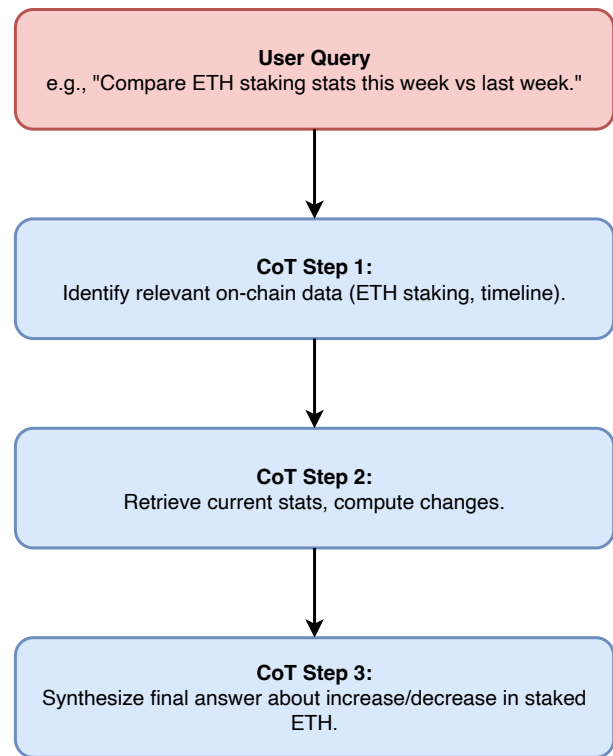 User Query
e.g., "Compare ETH staking stats this week vs last week."
CoT Step 1:
Identify relevant on-chain data (ETH staking, timeline).
CoT Step 2:
Retrieve current stats, compute changes.
CoT Step 3:
Synthesize final answer about increase/decrease in staked
ETH.